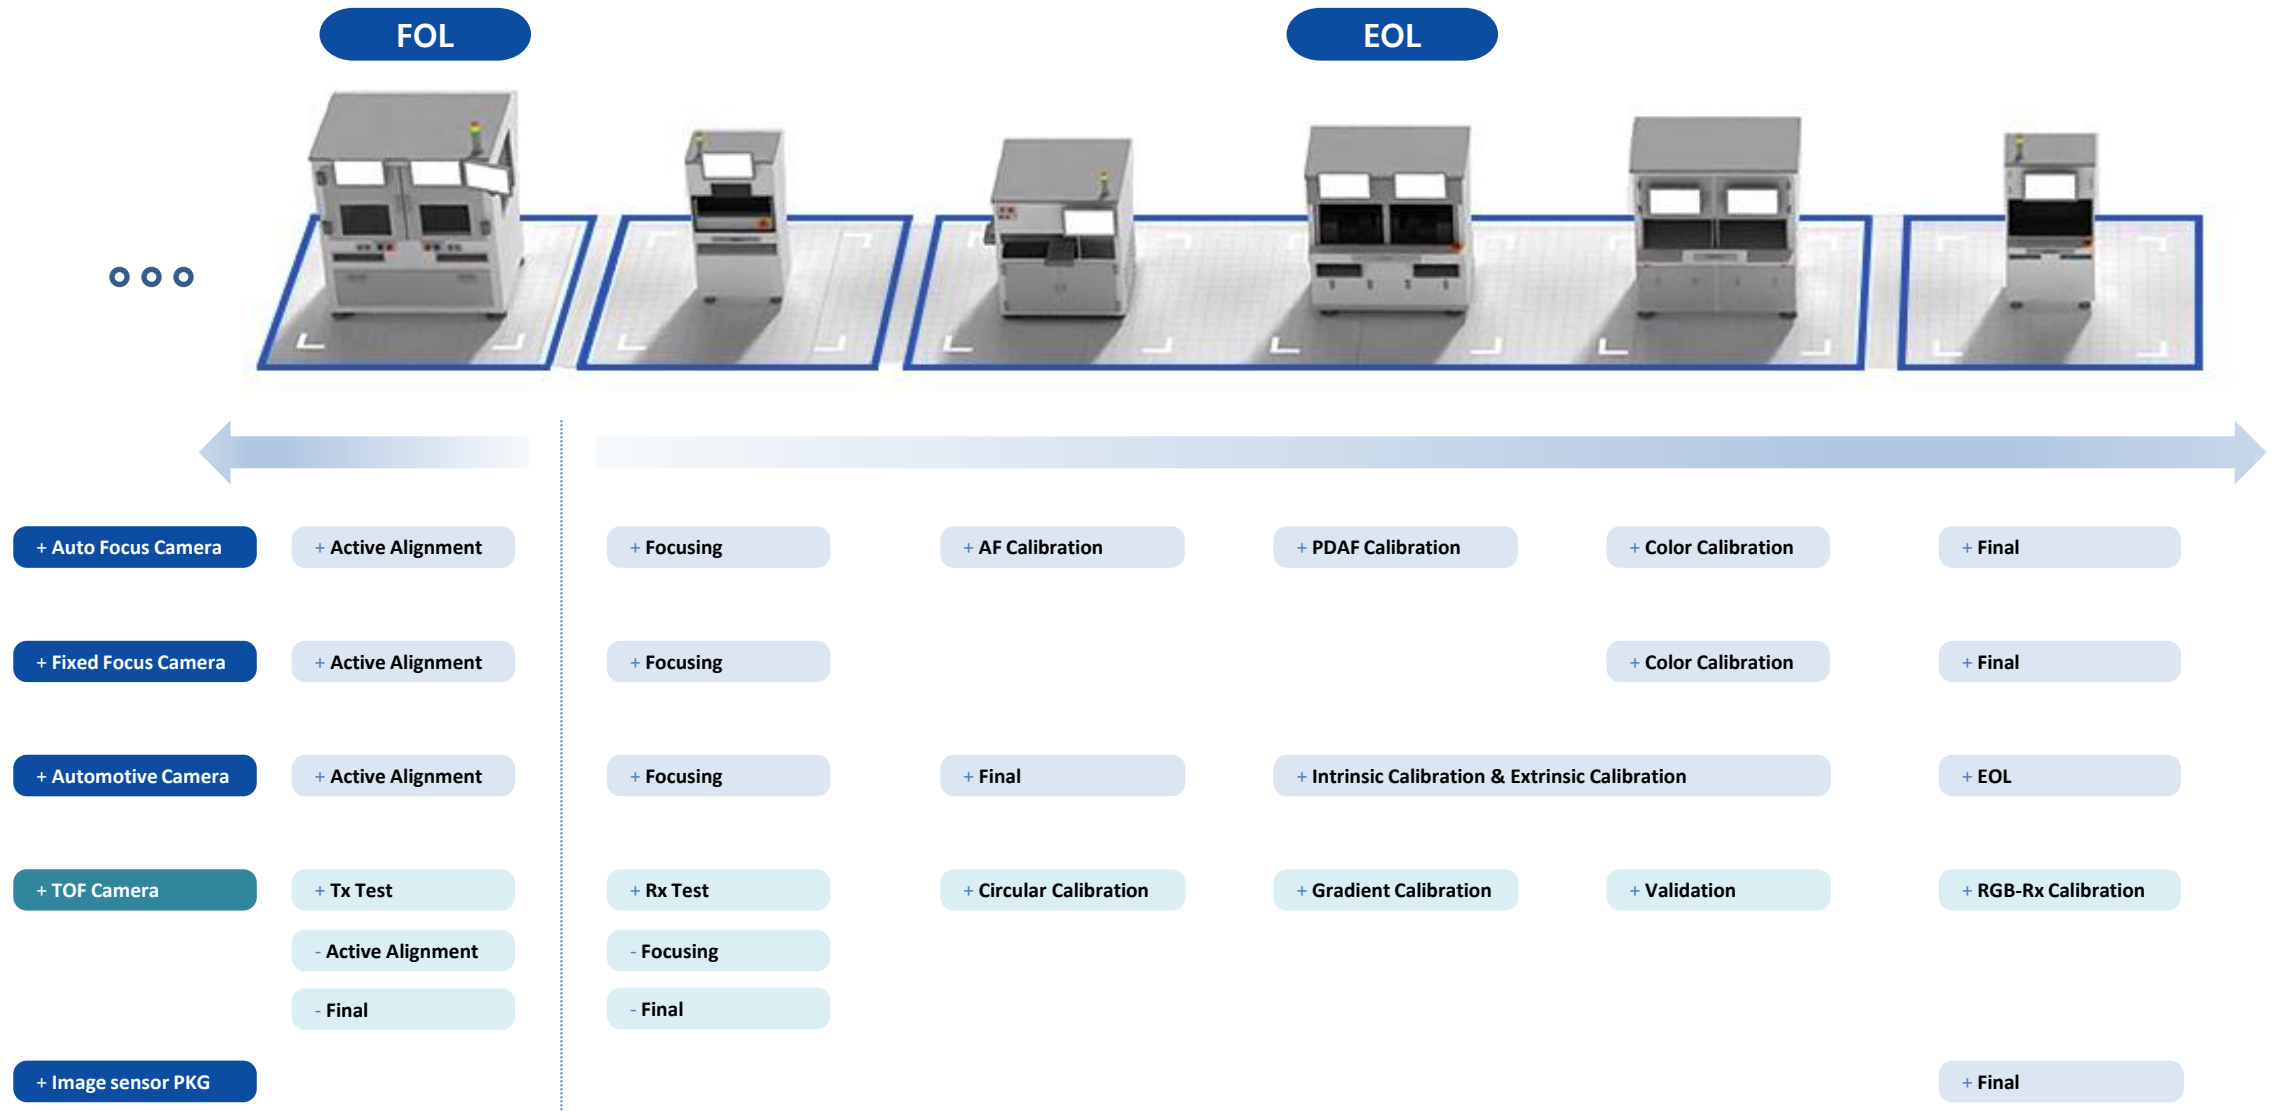 FOL
EOL
+ Auto Focus Camera
+ Active Alignment
+ Focusing
+ AF Calibration
+ PDAF Calibration
+ Color Calibration
+ Final
+ Fixed Focus Camera
+ Active Alignment
+ Focusing
+ Color Calibration
+ Final
+ Automotive Camera
+ Active Alignment
+ Focusing
+ Final
+ Intrinsic Calibration & Extrinsic Calibration
+ EOL
+ TOF Camera
+ Tx Test
+ Rx Test
+ Circular Calibration
+ Gradient Calibration
+ Validation
+ RGB-Rx Calibration
- Active Alignment
- Focusing
- Final
- Final
+ Image sensor PKG
+ Final